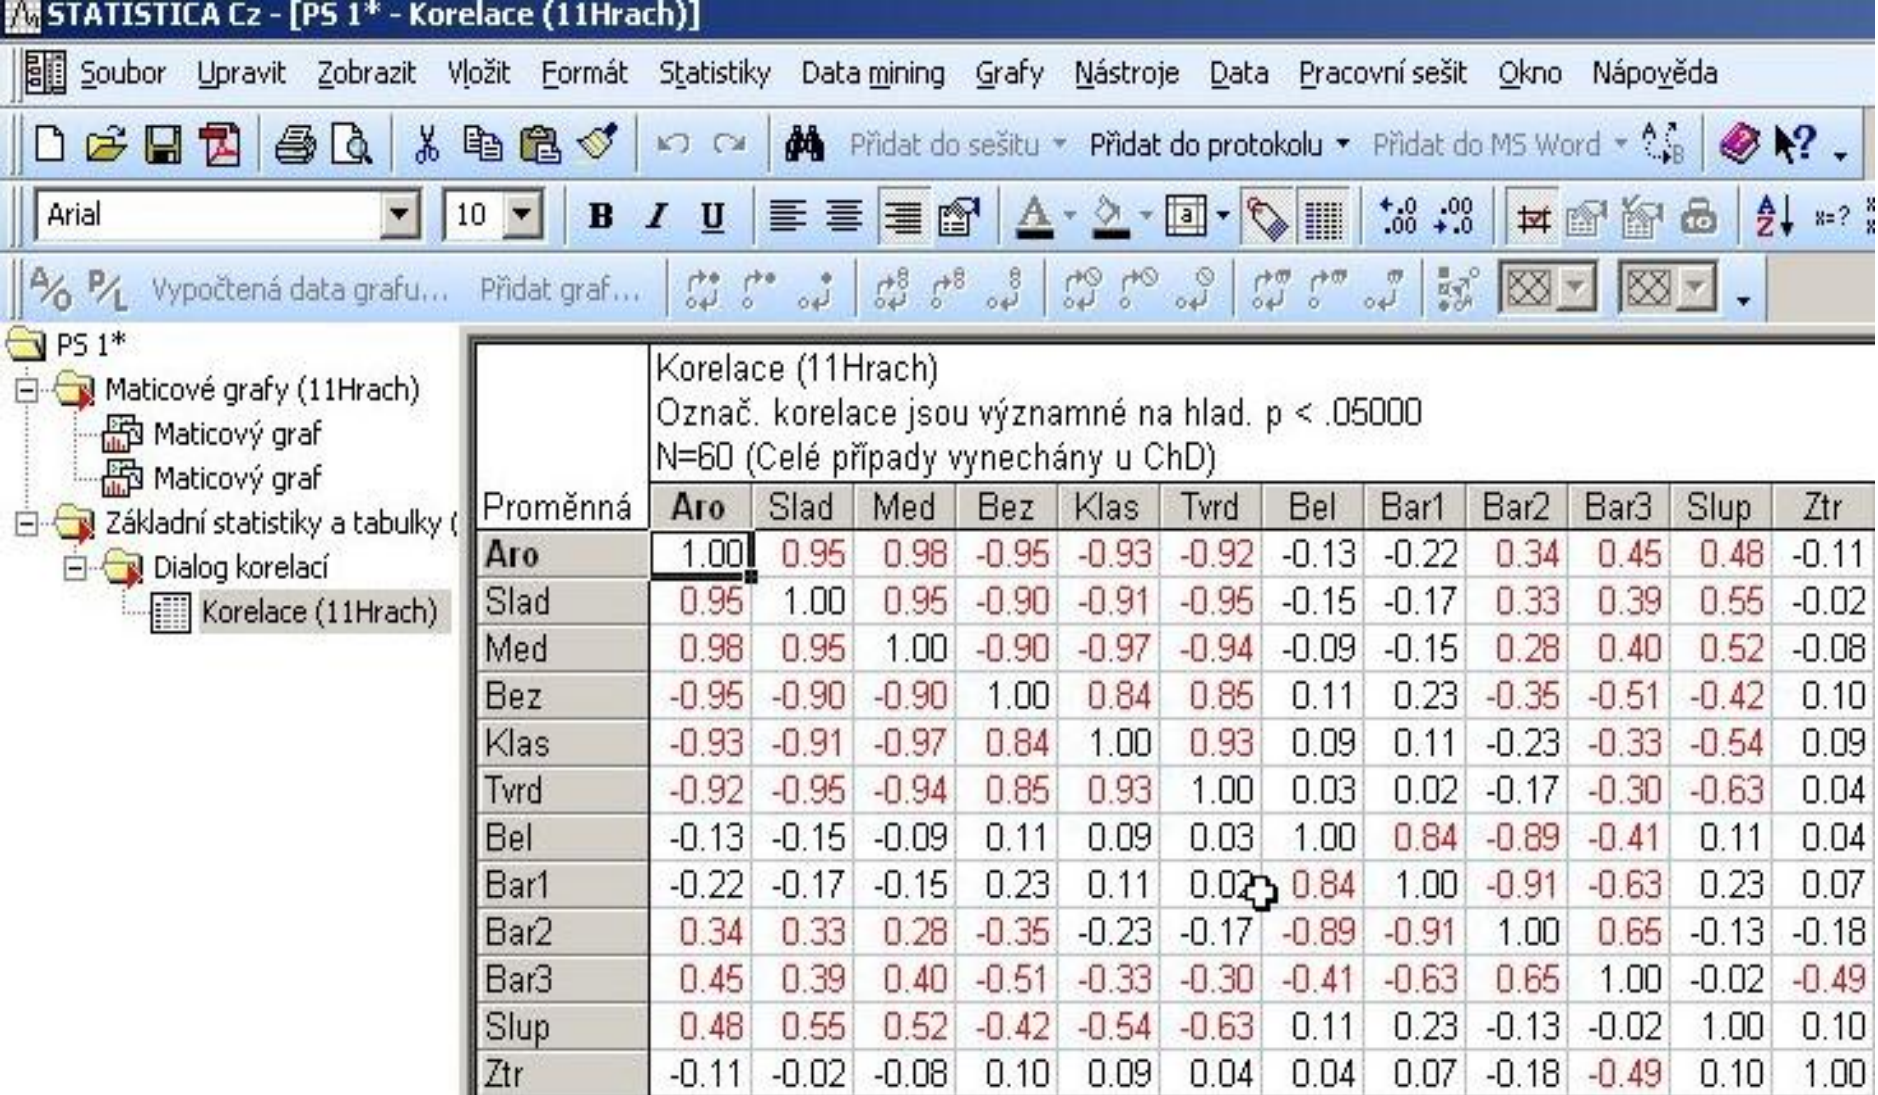 STATISTICA Cz - [PS 1* - Korelace (11Hrach)]
Soubor Upravit Zobrazit Vložit Formát Statistiky Data mining Grafy Nástroje Data Pracovní sešit Okno Nápověda
Přidat do sešitu Přidat do protokolu Přidat do MS Word
Arial 10 B I U
Vypočtená data grafu... Přidat graf...
PS 1*
Maticové grafy (11Hrach)
Maticový graf
Maticový graf
Základní statistiky a tabulky (
Dialog korelací
Korelace (11Hrach)
Korelace (11Hrach)
Označ. korelace jsou významné na hlad. p < .05000
N=60 (Celé případy vynechány u ChD)
Proměnná Aro Slad Med Bez Klas Tvrd Bel Bar1 Bar2 Bar3 Slup Ztr
Aro 1.00 0.95 0.98 -0.95 -0.93 -0.92 -0.13 -0.22 0.34 0.45 0.48 -0.11
Slad 0.95 1.00 0.95 -0.90 -0.91 -0.95 -0.15 -0.17 0.33 0.39 0.55 -0.02
Med 0.98 0.95 1.00 -0.90 -0.97 -0.94 -0.09 -0.15 0.28 0.40 0.52 -0.08
Bez -0.95 -0.90 -0.90 1.00 0.84 0.85 0.11 0.23 -0.35 -0.51 -0.42 0.10
Klas -0.93 -0.91 -0.97 0.84 1.00 0.93 0.09 0.11 -0.23 -0.33 -0.54 0.09
Tvrd -0.92 -0.95 -0.94 0.85 0.93 1.00 0.03 0.02 -0.17 -0.30 -0.63 0.04
Bel -0.13 -0.15 -0.09 0.11 0.09 0.03 1.00 0.84 -0.89 -0.41 0.11 0.04
Bar1 -0.22 -0.17 -0.15 0.23 0.11 0.02 0.84 1.00 -0.91 -0.63 0.23 0.07
Bar2 0.34 0.33 0.28 -0.35 -0.23 -0.17 -0.89 -0.91 1.00 0.65 -0.13 -0.18
Bar3 0.45 0.39 0.40 -0.51 -0.33 -0.30 -0.41 -0.63 0.65 1.00 -0.02 -0.49
Slup 0.48 0.55 0.52 -0.42 -0.54 -0.63 0.11 0.23 -0.13 -0.02 1.00 0.10
Ztr -0.11 -0.02 -0.08 0.10 0.09 0.04 0.04 0.07 -0.18 -0.49 0.10 1.00